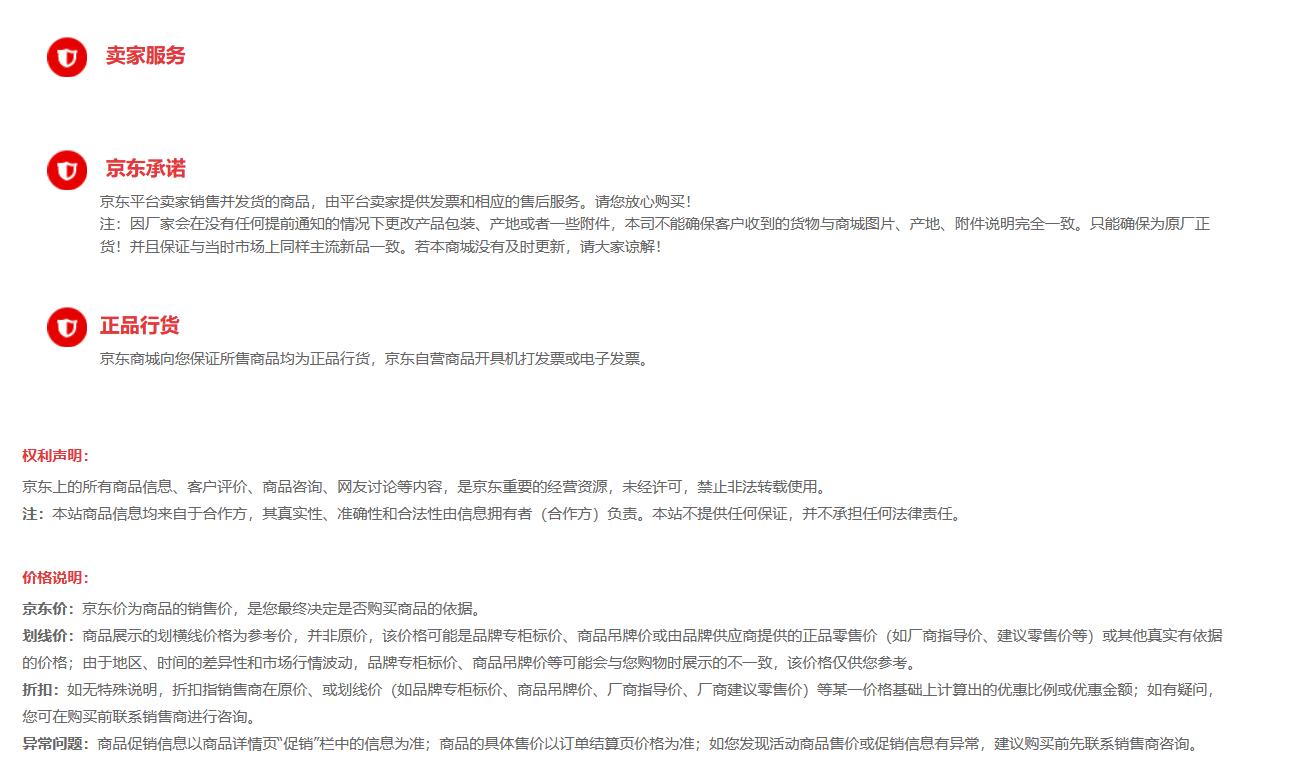 卖家服务
京东承诺
京东平台卖家销售并发货的商品，由平台卖家提供发票和相应的售后服务。请您放心购买！
注：因厂家会在没有任何提前通知的情况下更改产品包装、产地或者一些附件，本司不能确保客户收到的货物与商城图片、产地、附件说明完全一致。只能确保为原厂正
货！并且保证与当时市场上同样主流新品一致。若本商城没有及时更新，请大家谅解！
正品行货
京东商城向您保证所售商品均为正品行货，京东自营商品开具机打发票或电子发票。
权利声明：
京东上的所有商品信息、客户评价、商品咨询、网友讨论等内容，是京东重要的经营资源，未经许可，禁止非法转载使用。
注：本站商品信息均来自于合作方，其真实性、准确性和合法性由信息拥有者（合作方）负责。本站不提供任何保证，并不承担任何法律责任。
价格说明：
京东价：京东价为商品的销售价，是您最终决定是否购买商品的依据。
划线价：商品展示的划横线价格为参考价，并非原价，该价格可能是品牌专柜标价、商品吊牌价或由品牌供应商提供的正品零售价（如厂商指导价、建议零售价等）或其他真实有依据
的价格；由于地区、时间的差异性和市场行情波动，品牌专柜标价、商品吊牌价等可能会与您购物时展示的不一致，该价格仅供您参考。
折扣：如无特殊说明，折扣指销售商在原价、或划线价（如品牌专柜标价、商品吊牌价、厂商指导价、厂商建议零售价）等某一价格基础上计算出的优惠比例或优惠金额；如有疑问，
您可在购买前联系销售商进行咨询。
异常问题：商品促销信息以商品详情页“促销”栏中的信息为准；商品的具体售价以订单结算页价格为准；如您发现活动商品售价或促销信息有异常，建议购买前先联系销售商咨询。